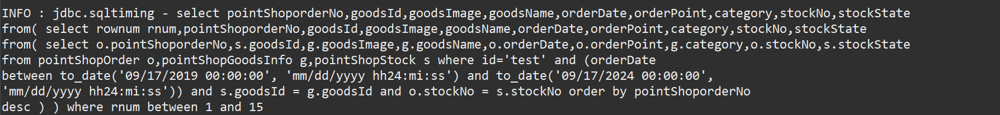 INFO : jdbc.sqltiming - select pointShoporderNo,goodsId,goodsImage,goodsName,orderDate,orderPoint,category,stockNo,stockState
from( select rownum rnum,pointShoporderNo,goodsId,goodsImage,goodsName,orderDate,orderPoint,category,stockNo,stockState
from( select o.pointShoporderNo,s.goodsId,g.goodsImage,g.goodsName,o.orderDate,o.orderPoint,g.category,o.stockNo,s.stockState
from pointShopOrder o,pointShopGoodsInfo g,pointShopStock s where id='test' and (orderDate
between to_date('09/17/2019 00:00:00', 'mm/dd/yyyy hh24:mi:ss') and to_date('09/17/2024 00:00:00',
'mm/dd/yyyy hh24:mi:ss')) and s.goodsId = g.goodsId and o.stockNo = s.stockNo order by pointShoporderNo
desc ) ) where rnum between 1 and 15